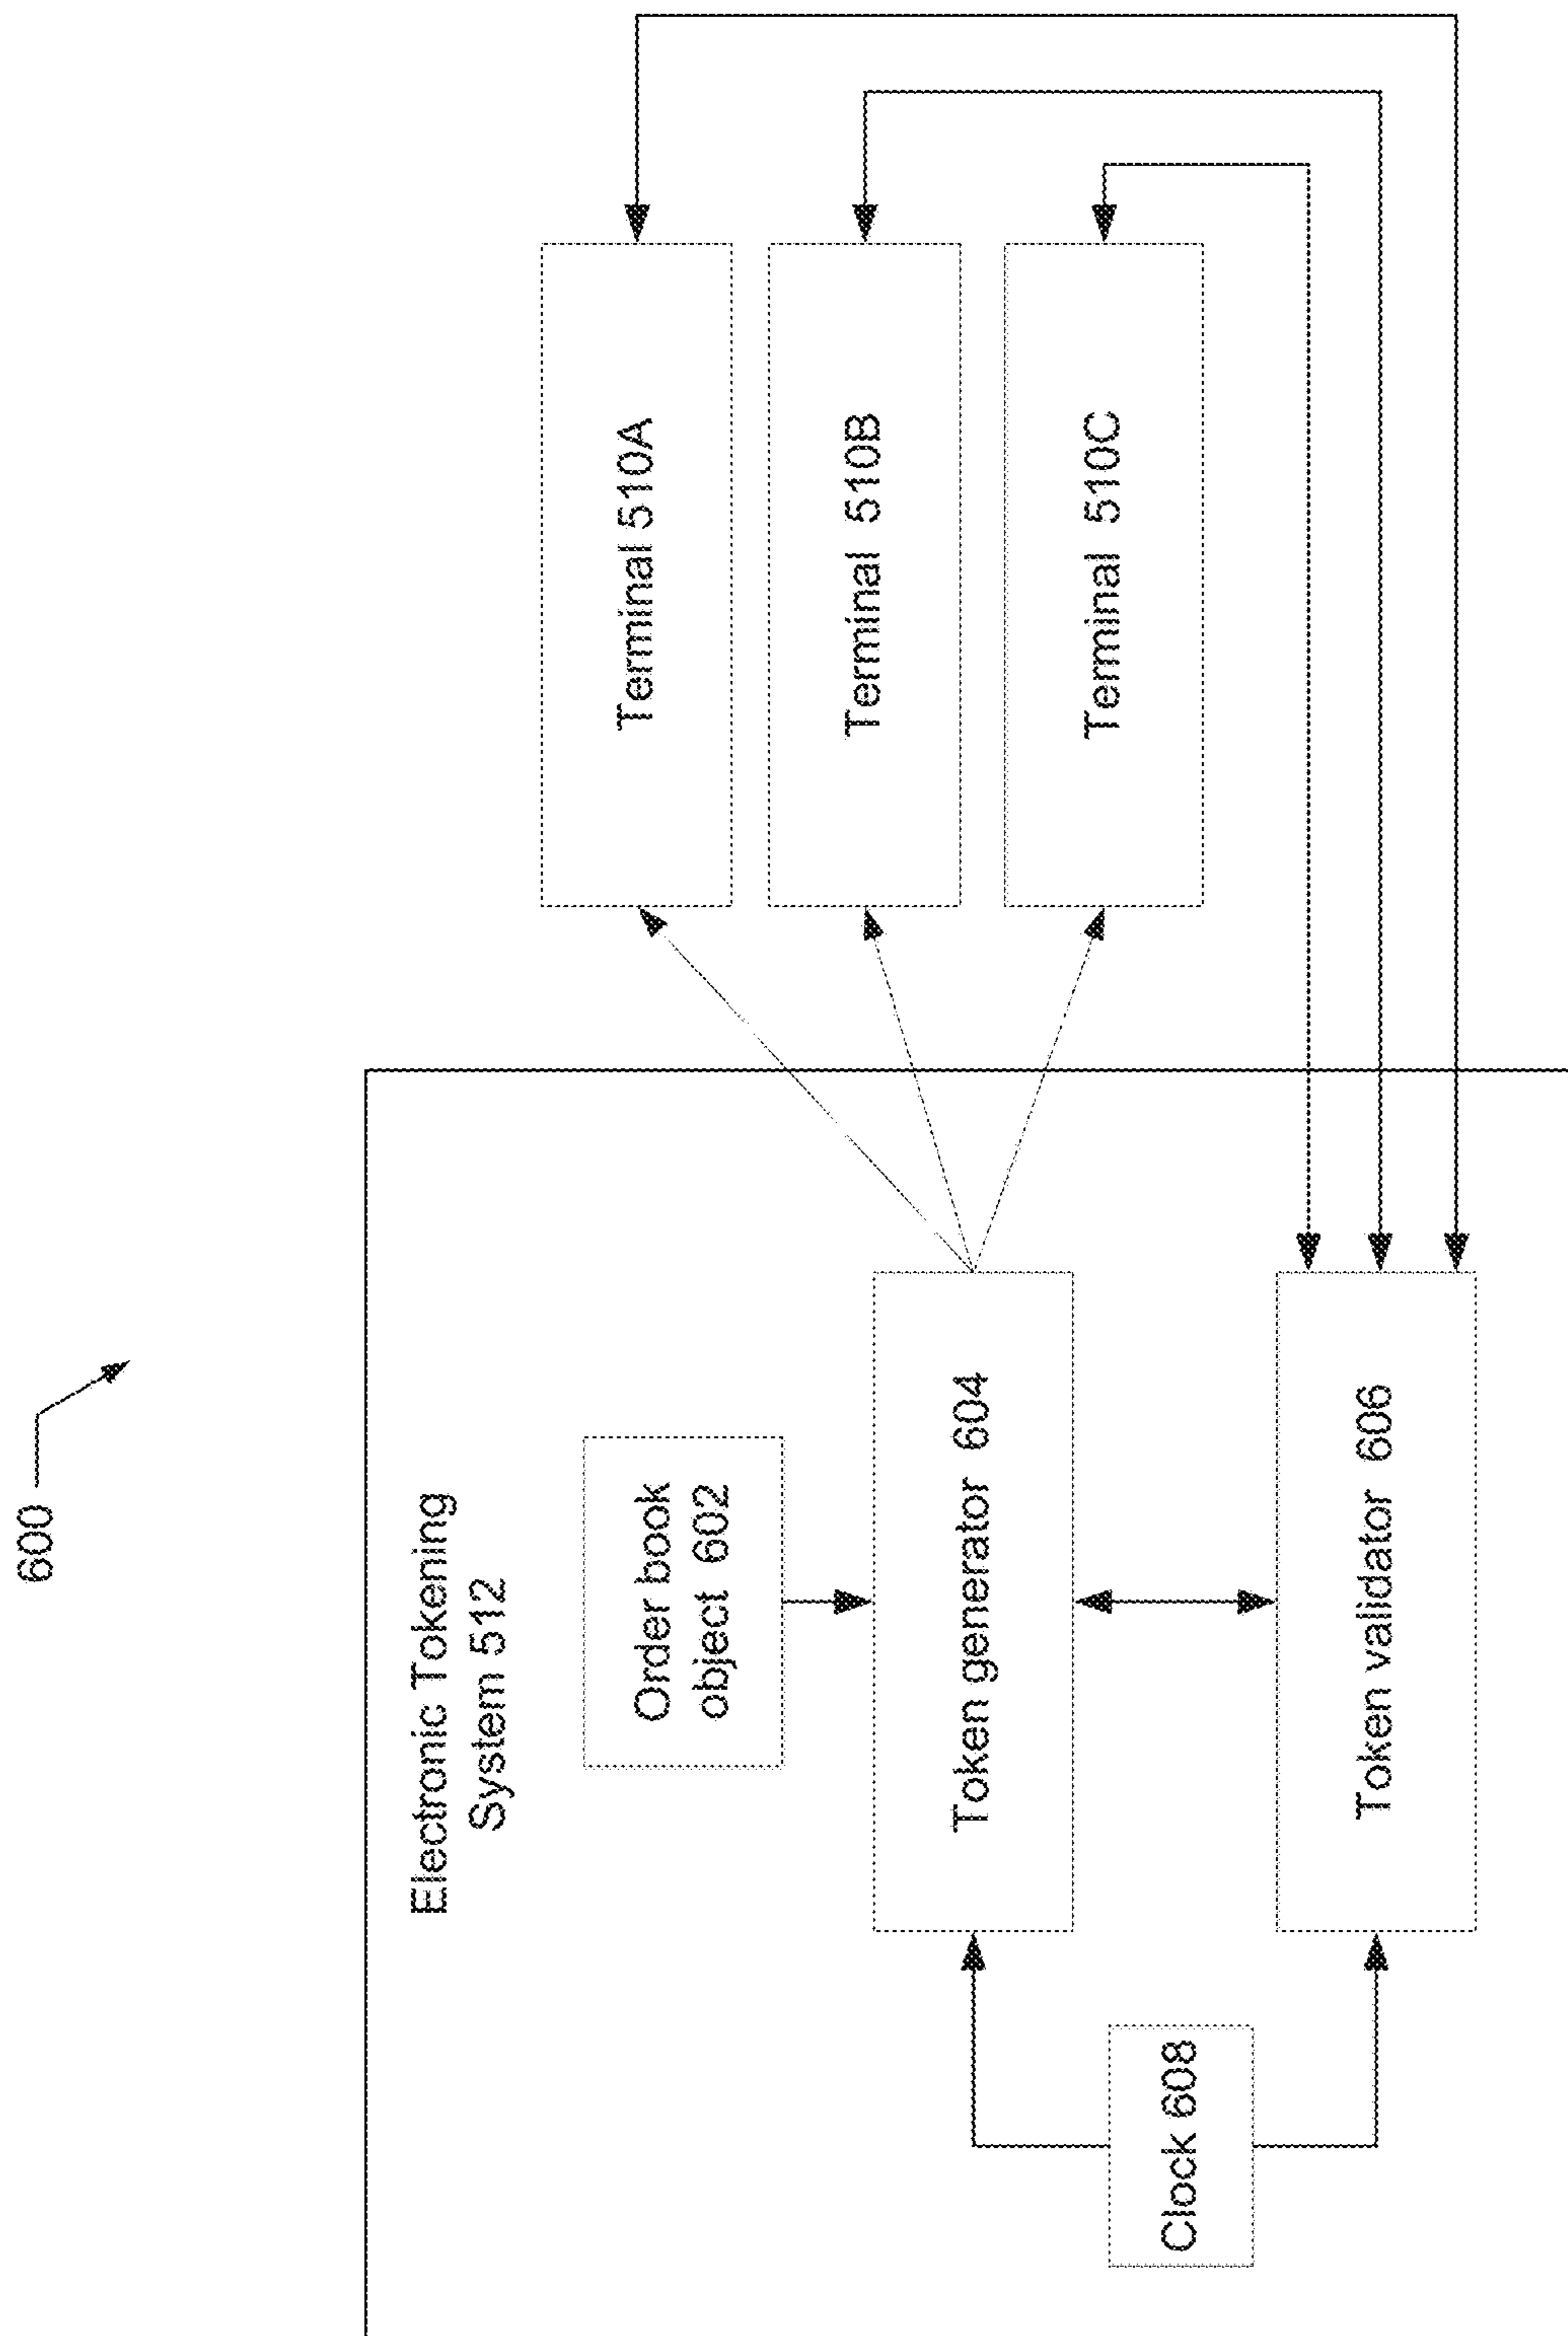 600
Electronic Tokening
System 512
Order book
object 602
Token generator 604
Token validator 606
Clock 608
Terminal 510A
Terminal 510B
Terminal 510C